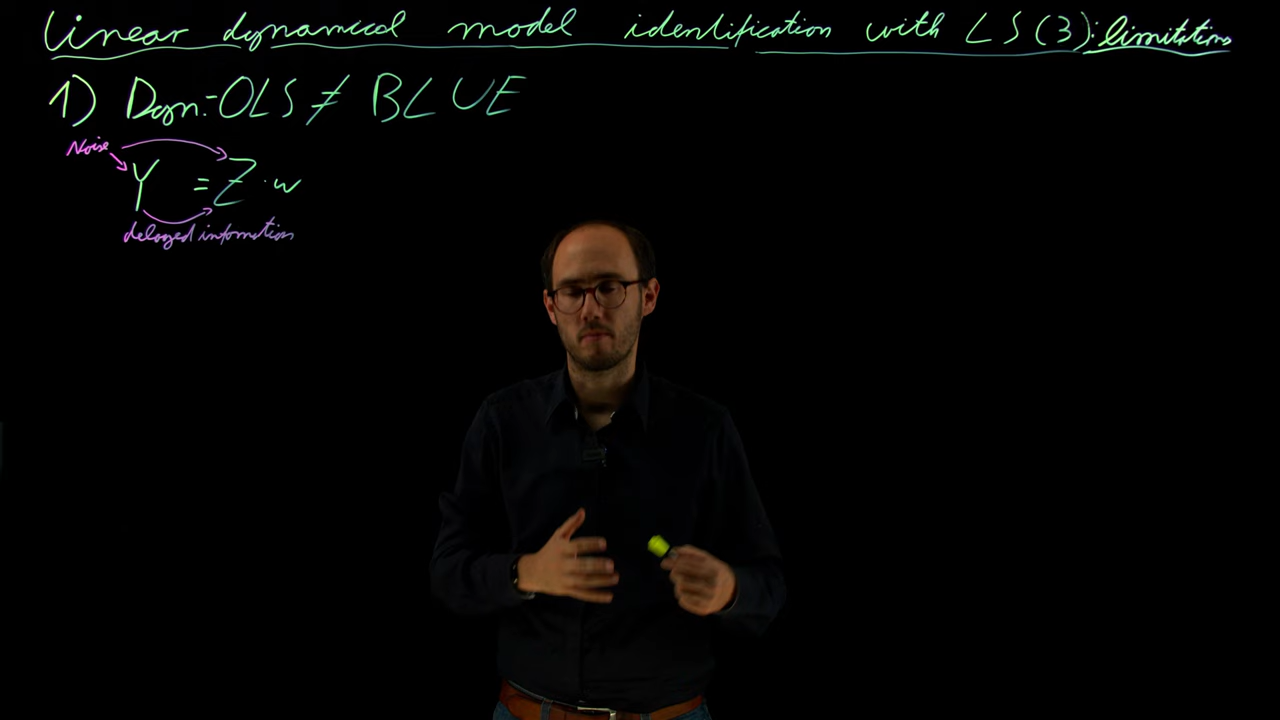 linear dynamical model identification with LS (3): limitations
1) Dyn.-OLS ≠ BLUE
Noise
Y = Z · w
delayed information